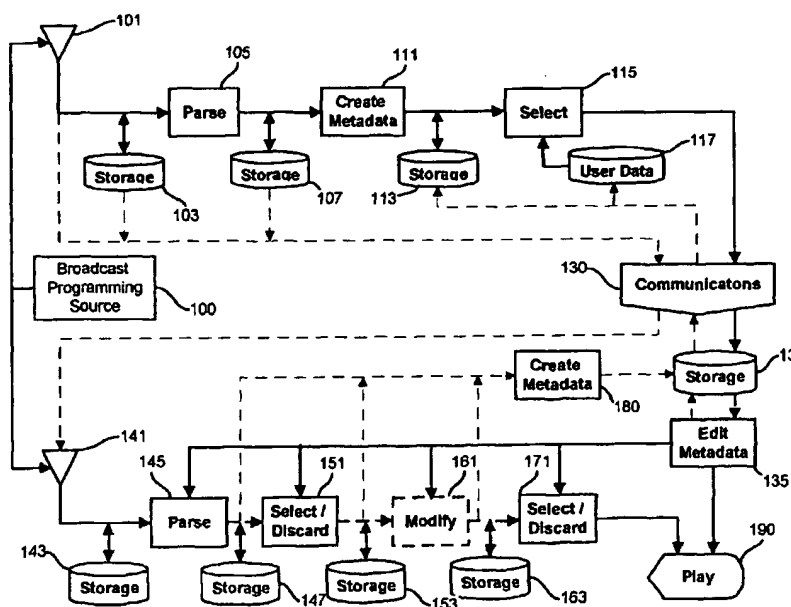 101
105
111
115
Parse
Create
Metadata
Select
117
Storage
Storage
Storage
User Data
103
107
113
Broadcast
Programming
Source
100
130
Communicatons
Create
Metadata
180
Storage
13
141
145
151
161
171
Edit
Metadata
135
Parse
Select /
Discard
Modify
Select /
Discard
190
143
Storage
Storage
147
Storage
153
Storage
163
Play